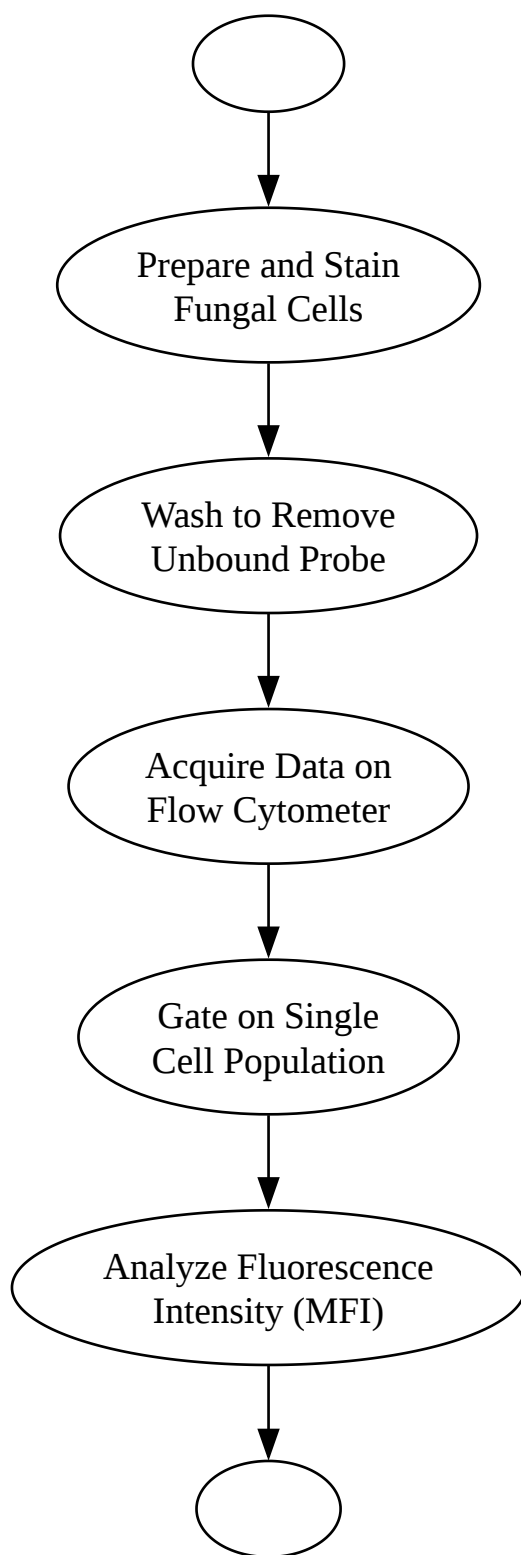 Prepare and Stain
Fungal Cells
Wash to Remove
Unbound Probe
Acquire Data on
Flow Cytometer
Gate on Single
Cell Population
Analyze Fluorescence
Intensity (MFI)